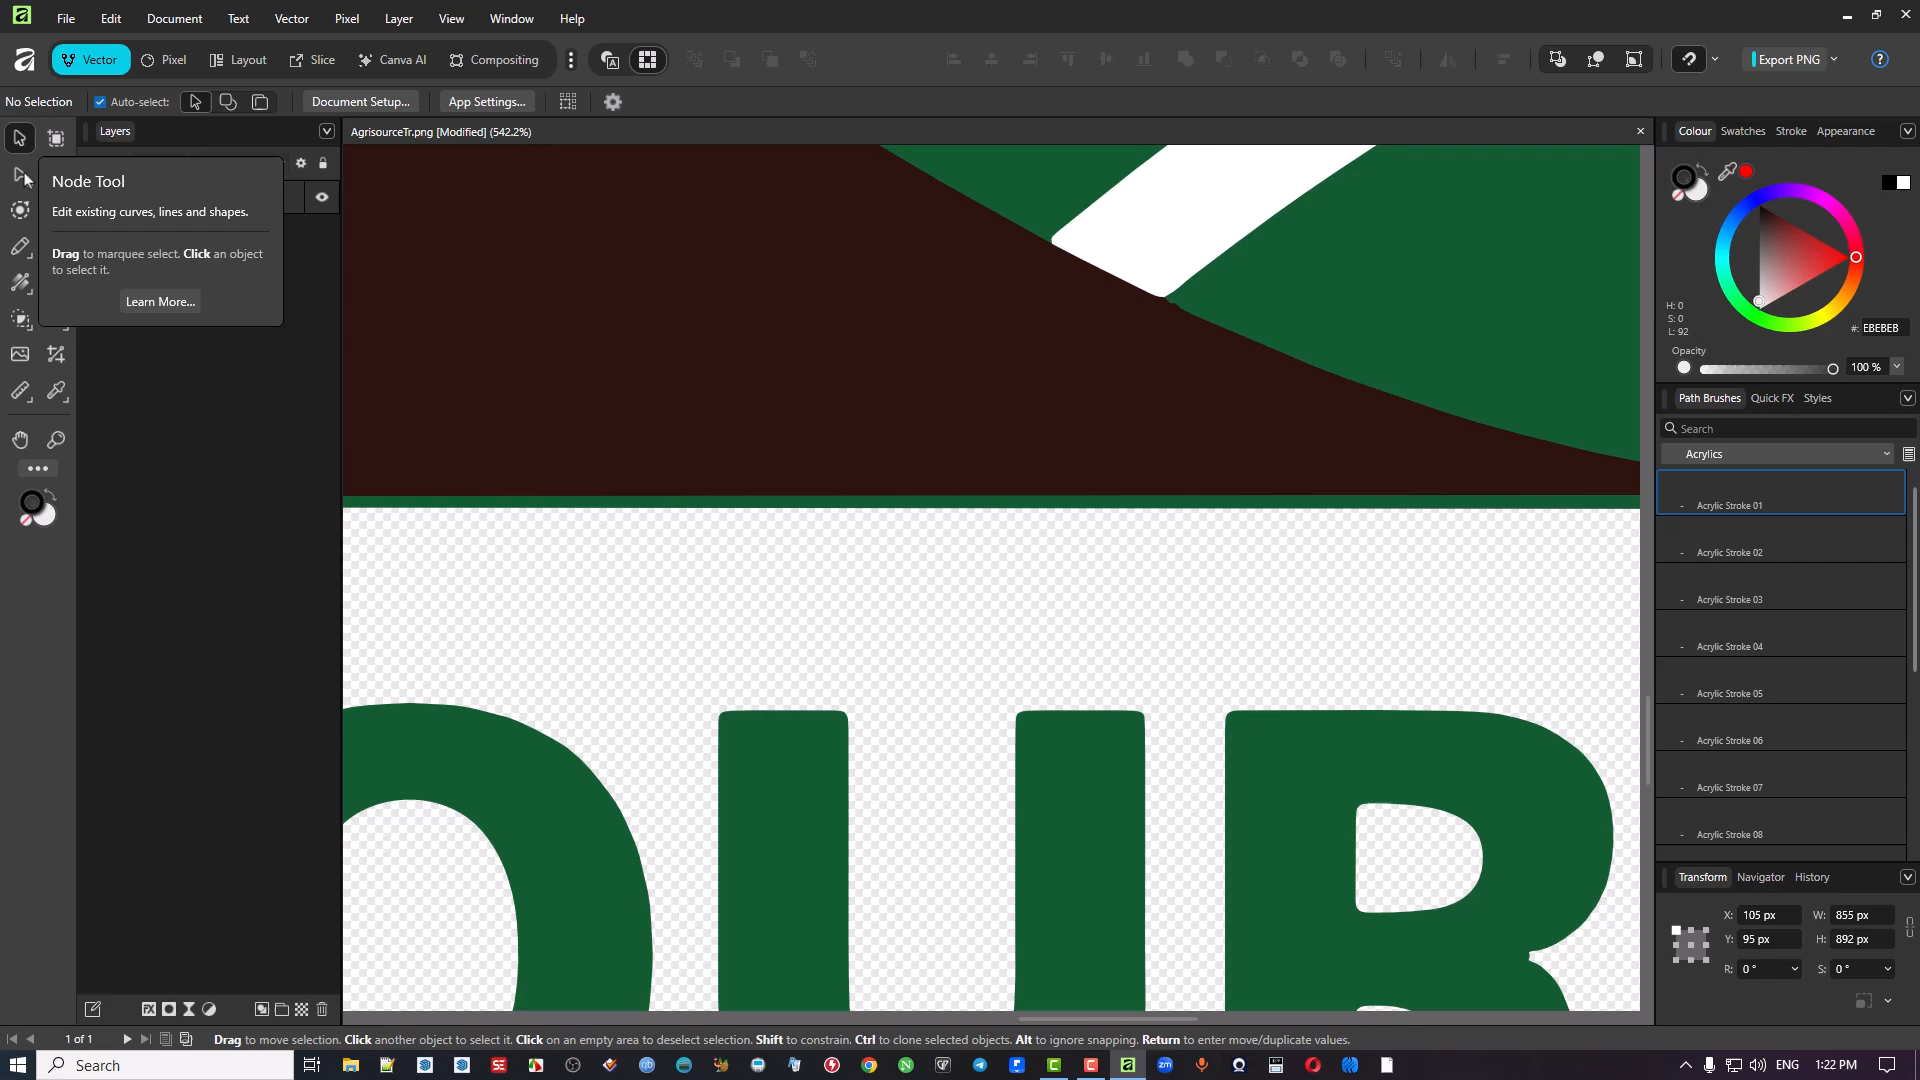 File Edit Document Text Vector Pixel Layer View Window Help
Vector Pixel Layout Slice Canva AI Compositing Export PNG
No Selection Auto-select: Document Setup... App Settings...
Layers
AgrisourceTr.png [Modified] (542.2%)
Node Tool
Edit existing curves, lines and shapes.
Drag to marquee select. Click an object
to select it.
Learn More...
OUR
Colour Swatches Stroke Appearance
H: 0
S: 0
L: 92
#: EBEBEB
Opacity
100 %
Path Brushes Quick FX Styles
Search
Acrylics
- Acrylic Stroke 01
- Acrylic Stroke 02
- Acrylic Stroke 03
- Acrylic Stroke 04
- Acrylic Stroke 05
- Acrylic Stroke 06
- Acrylic Stroke 07
- Acrylic Stroke 08
Transform Navigator History
X: 105 px W: 855 px
Y: 95 px H: 892 px
R: 0 ° S: 0 °
1 of 1
Drag to move selection. Click another object to select it. Click on an empty area to deselect selection. Shift to constrain. Ctrl to clone selected objects. Alt to ignore snapping. Return to enter move/duplicate values.
Search
ENG 1:22 PM